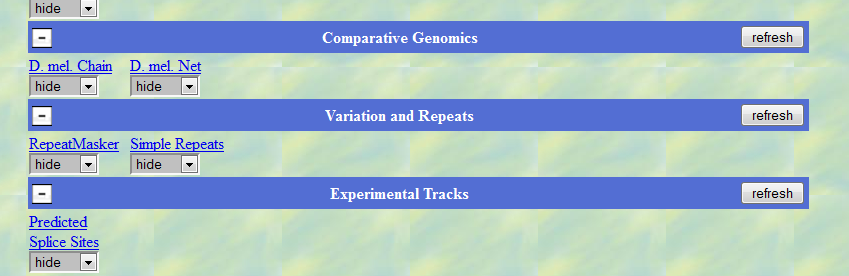 hide
Comparative Genomics refresh
D. mel. Chain D. mel. Net
hide hide
Variation and Repeats refresh
RepeatMasker Simple Repeats
hide hide
Experimental Tracks refresh
Predicted
Splice Sites
hide